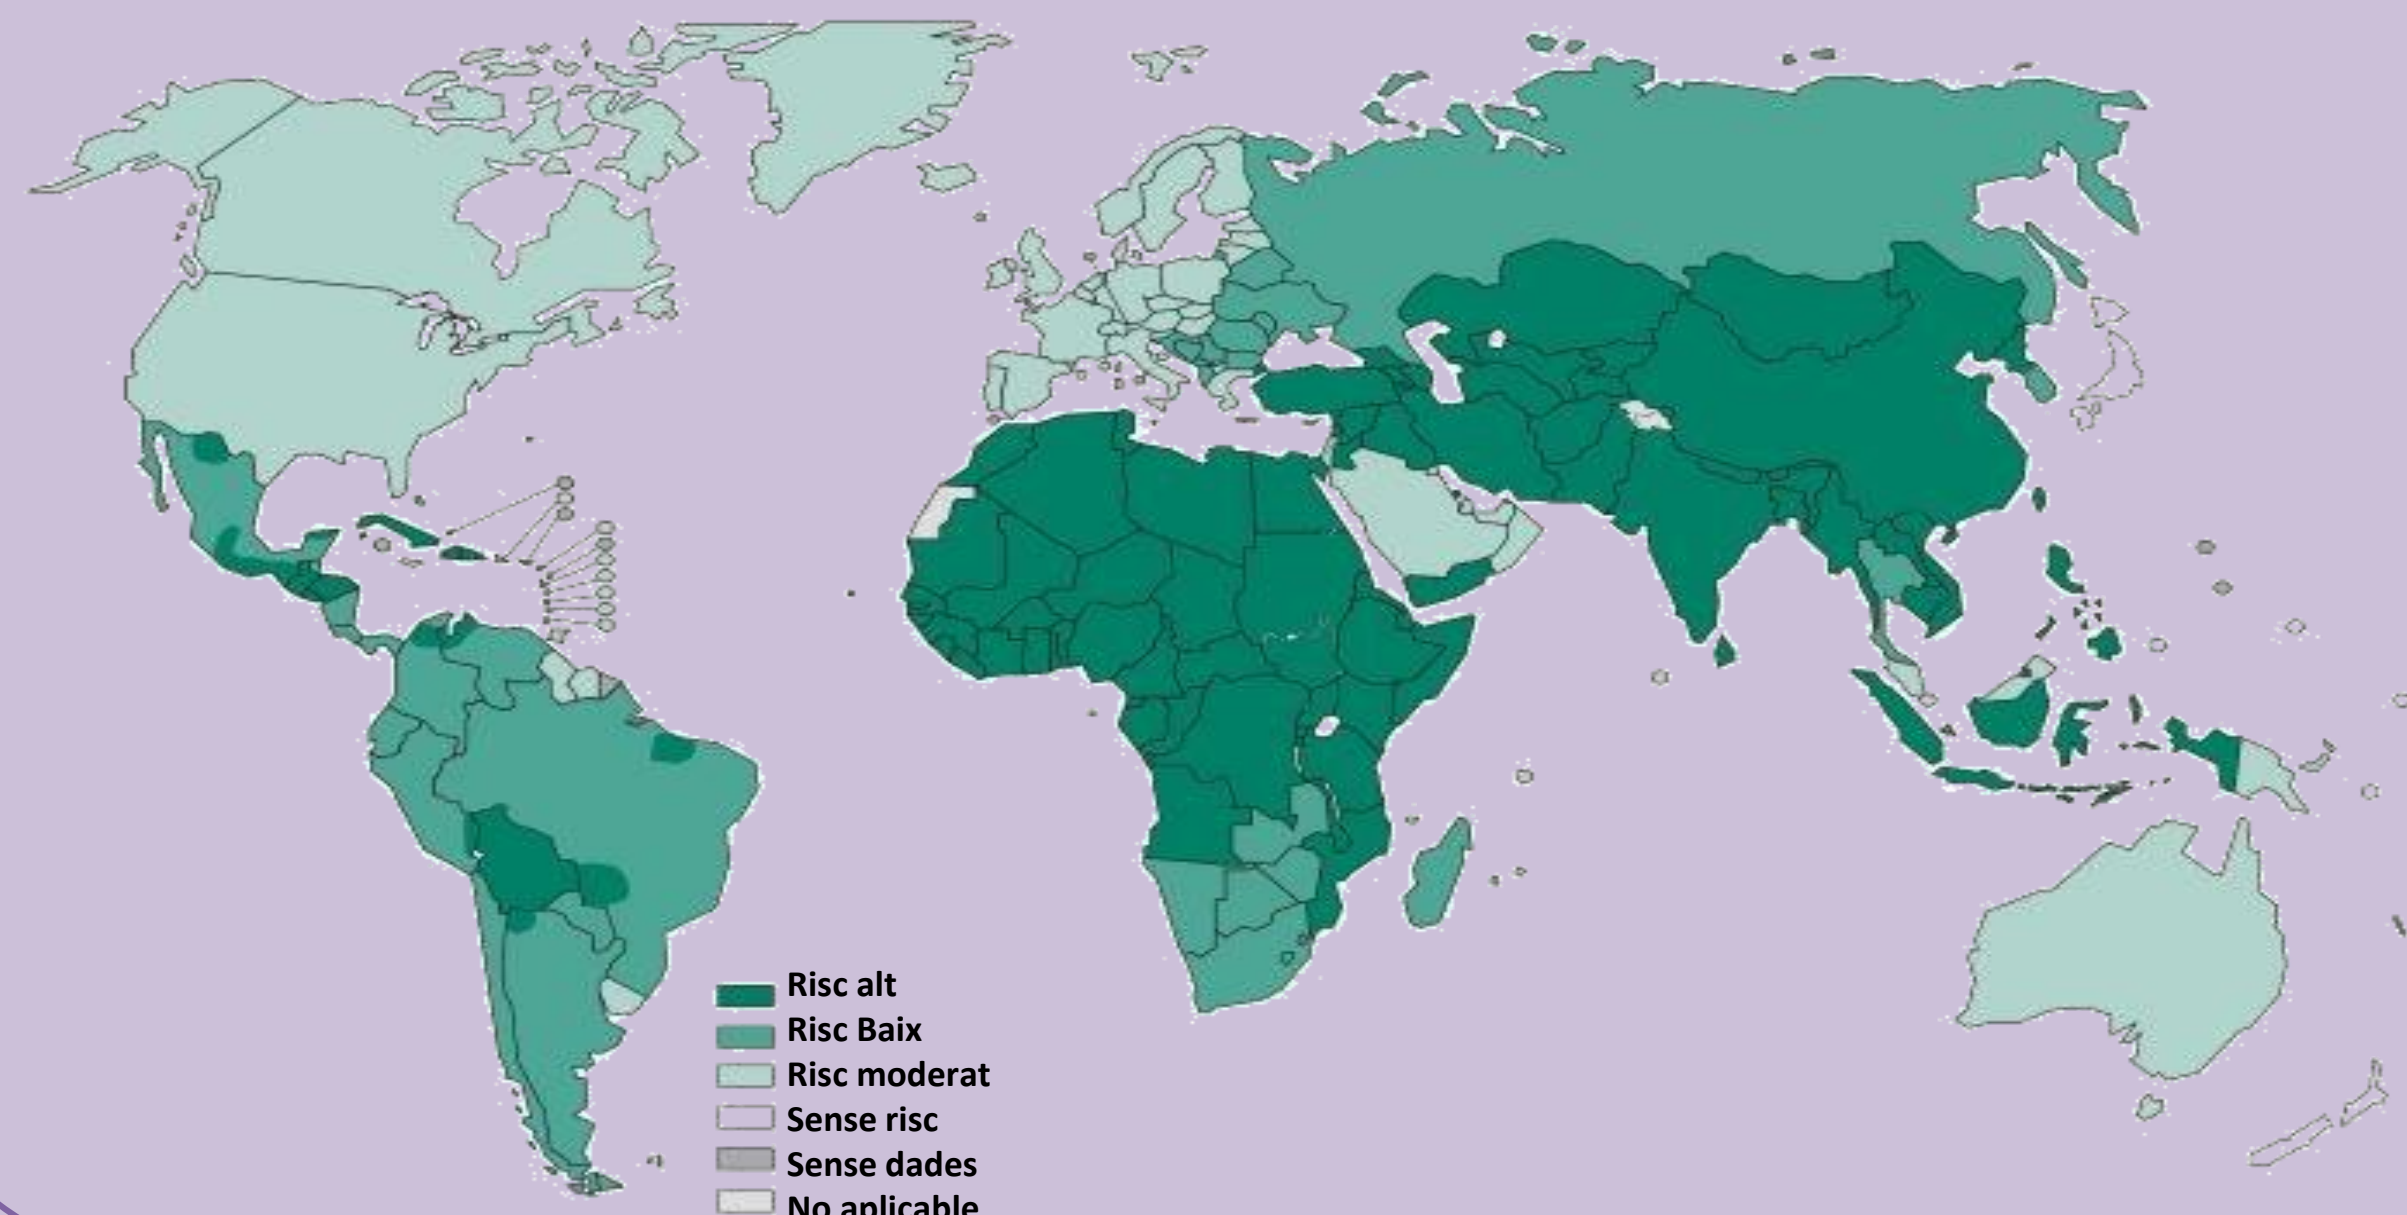 Risc alt
Risc Baix
Risc moderat
Sense risc
Sense dades
No aplicable